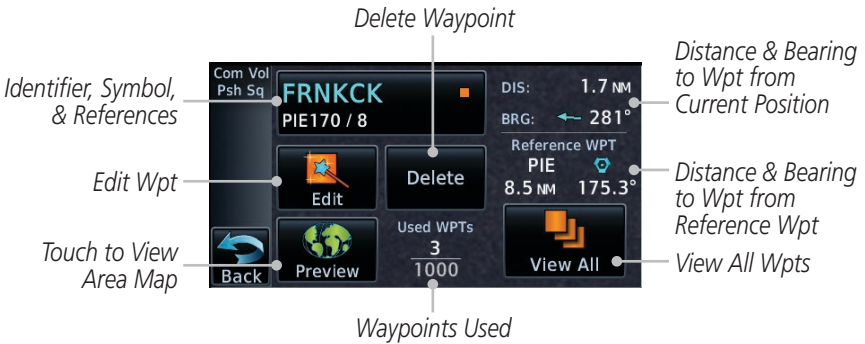 Delete Waypoint
Identifier, Symbol,
& References
Distance & Bearing
to Wpt from
Current Position
Com Vol
Psh Sq
FRNKCK
PIE170 / 8
DIS: 1.7 NM
BRG: 281°
Reference WPT
PIE
8.5 NM 175.3°
Edit Wpt
Edit
Delete
Distance & Bearing
to Wpt from
Reference Wpt
Touch to View
Area Map
Back
Preview
Used WPTs
3
1000
View All
View All Wpts
Waypoints Used